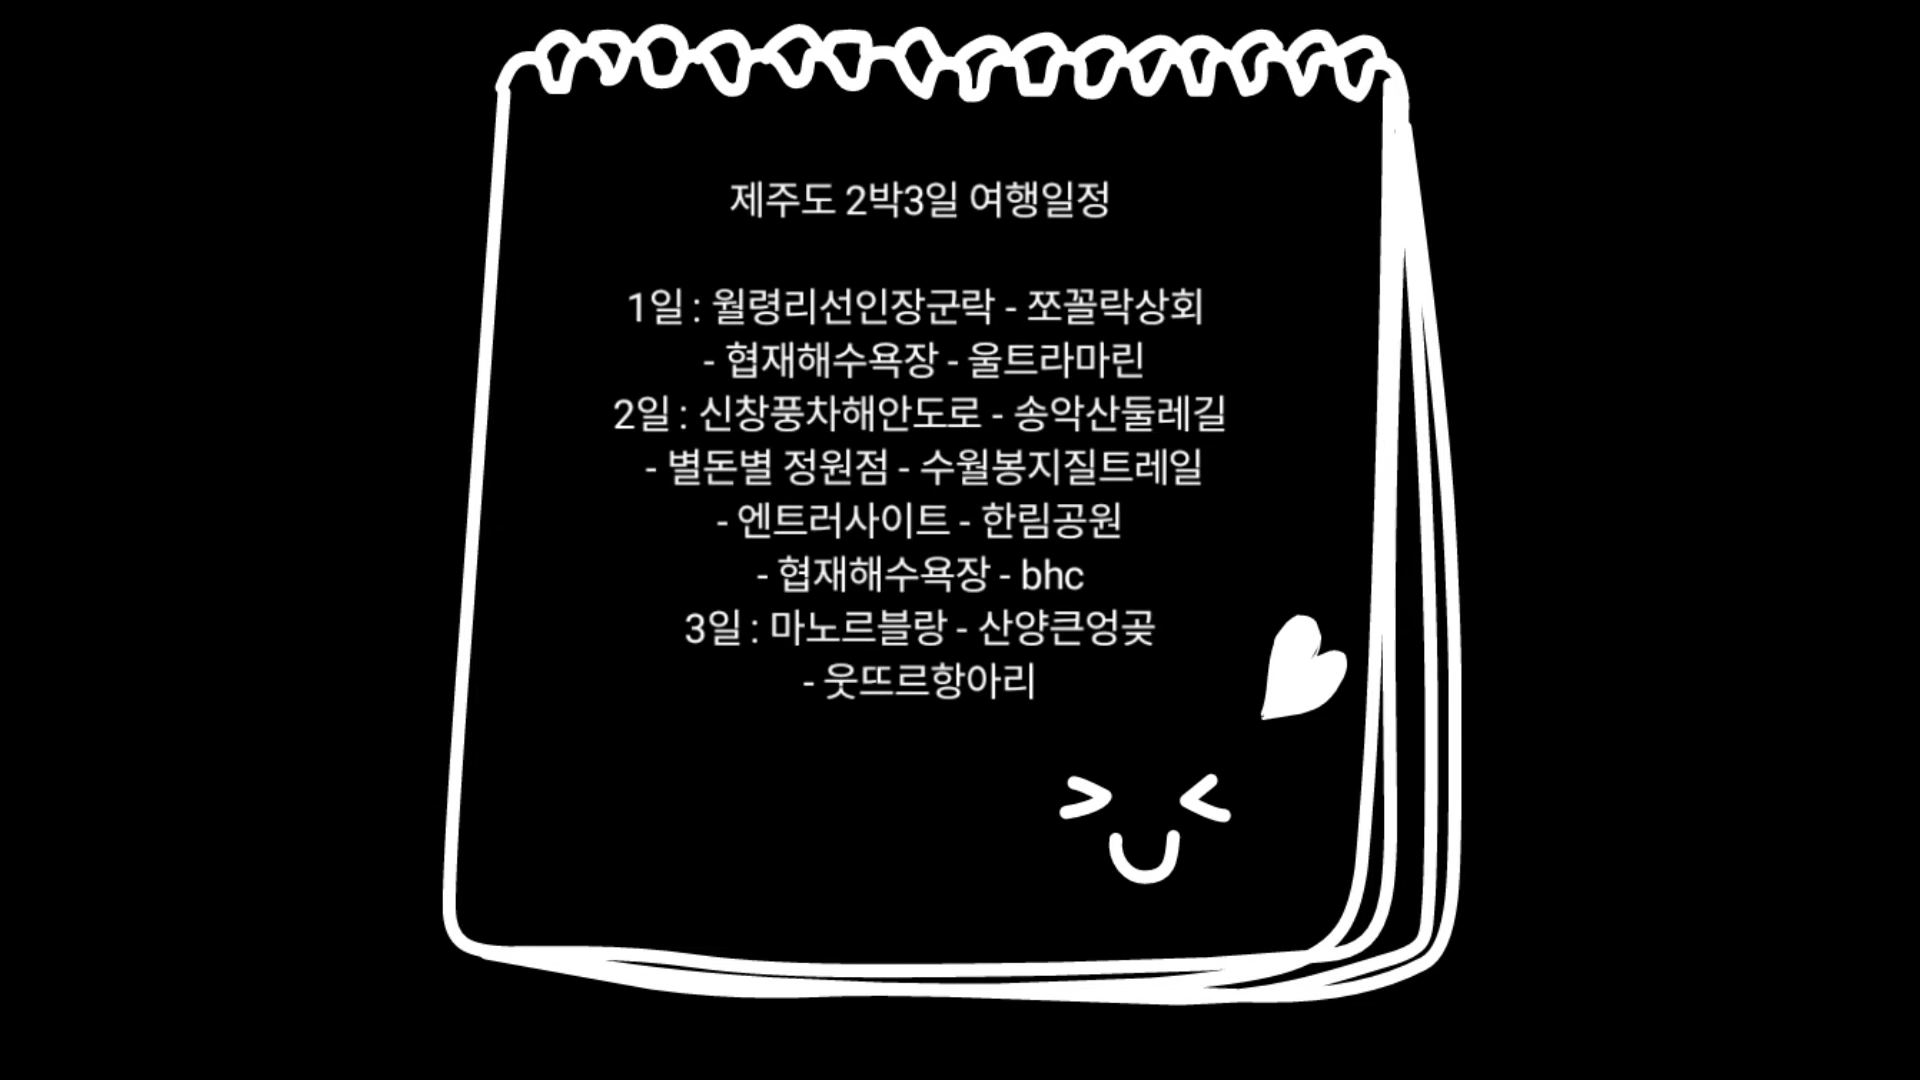 제주도 2박3일 여행일정
1일 : 월령리선인장군락 - 쪼꼴락상회
- 협재해수욕장 - 울트라마린
2일 : 신창풍차해안도로 - 송악산둘레길
- 별돈별 정원점 - 수월봉지질트레일
- 엔트러사이트 - 한림공원
- 협재해수욕장 - bhc
3일 : 마노르블랑 - 산양큰엉곶
- 웃뜨르항아리